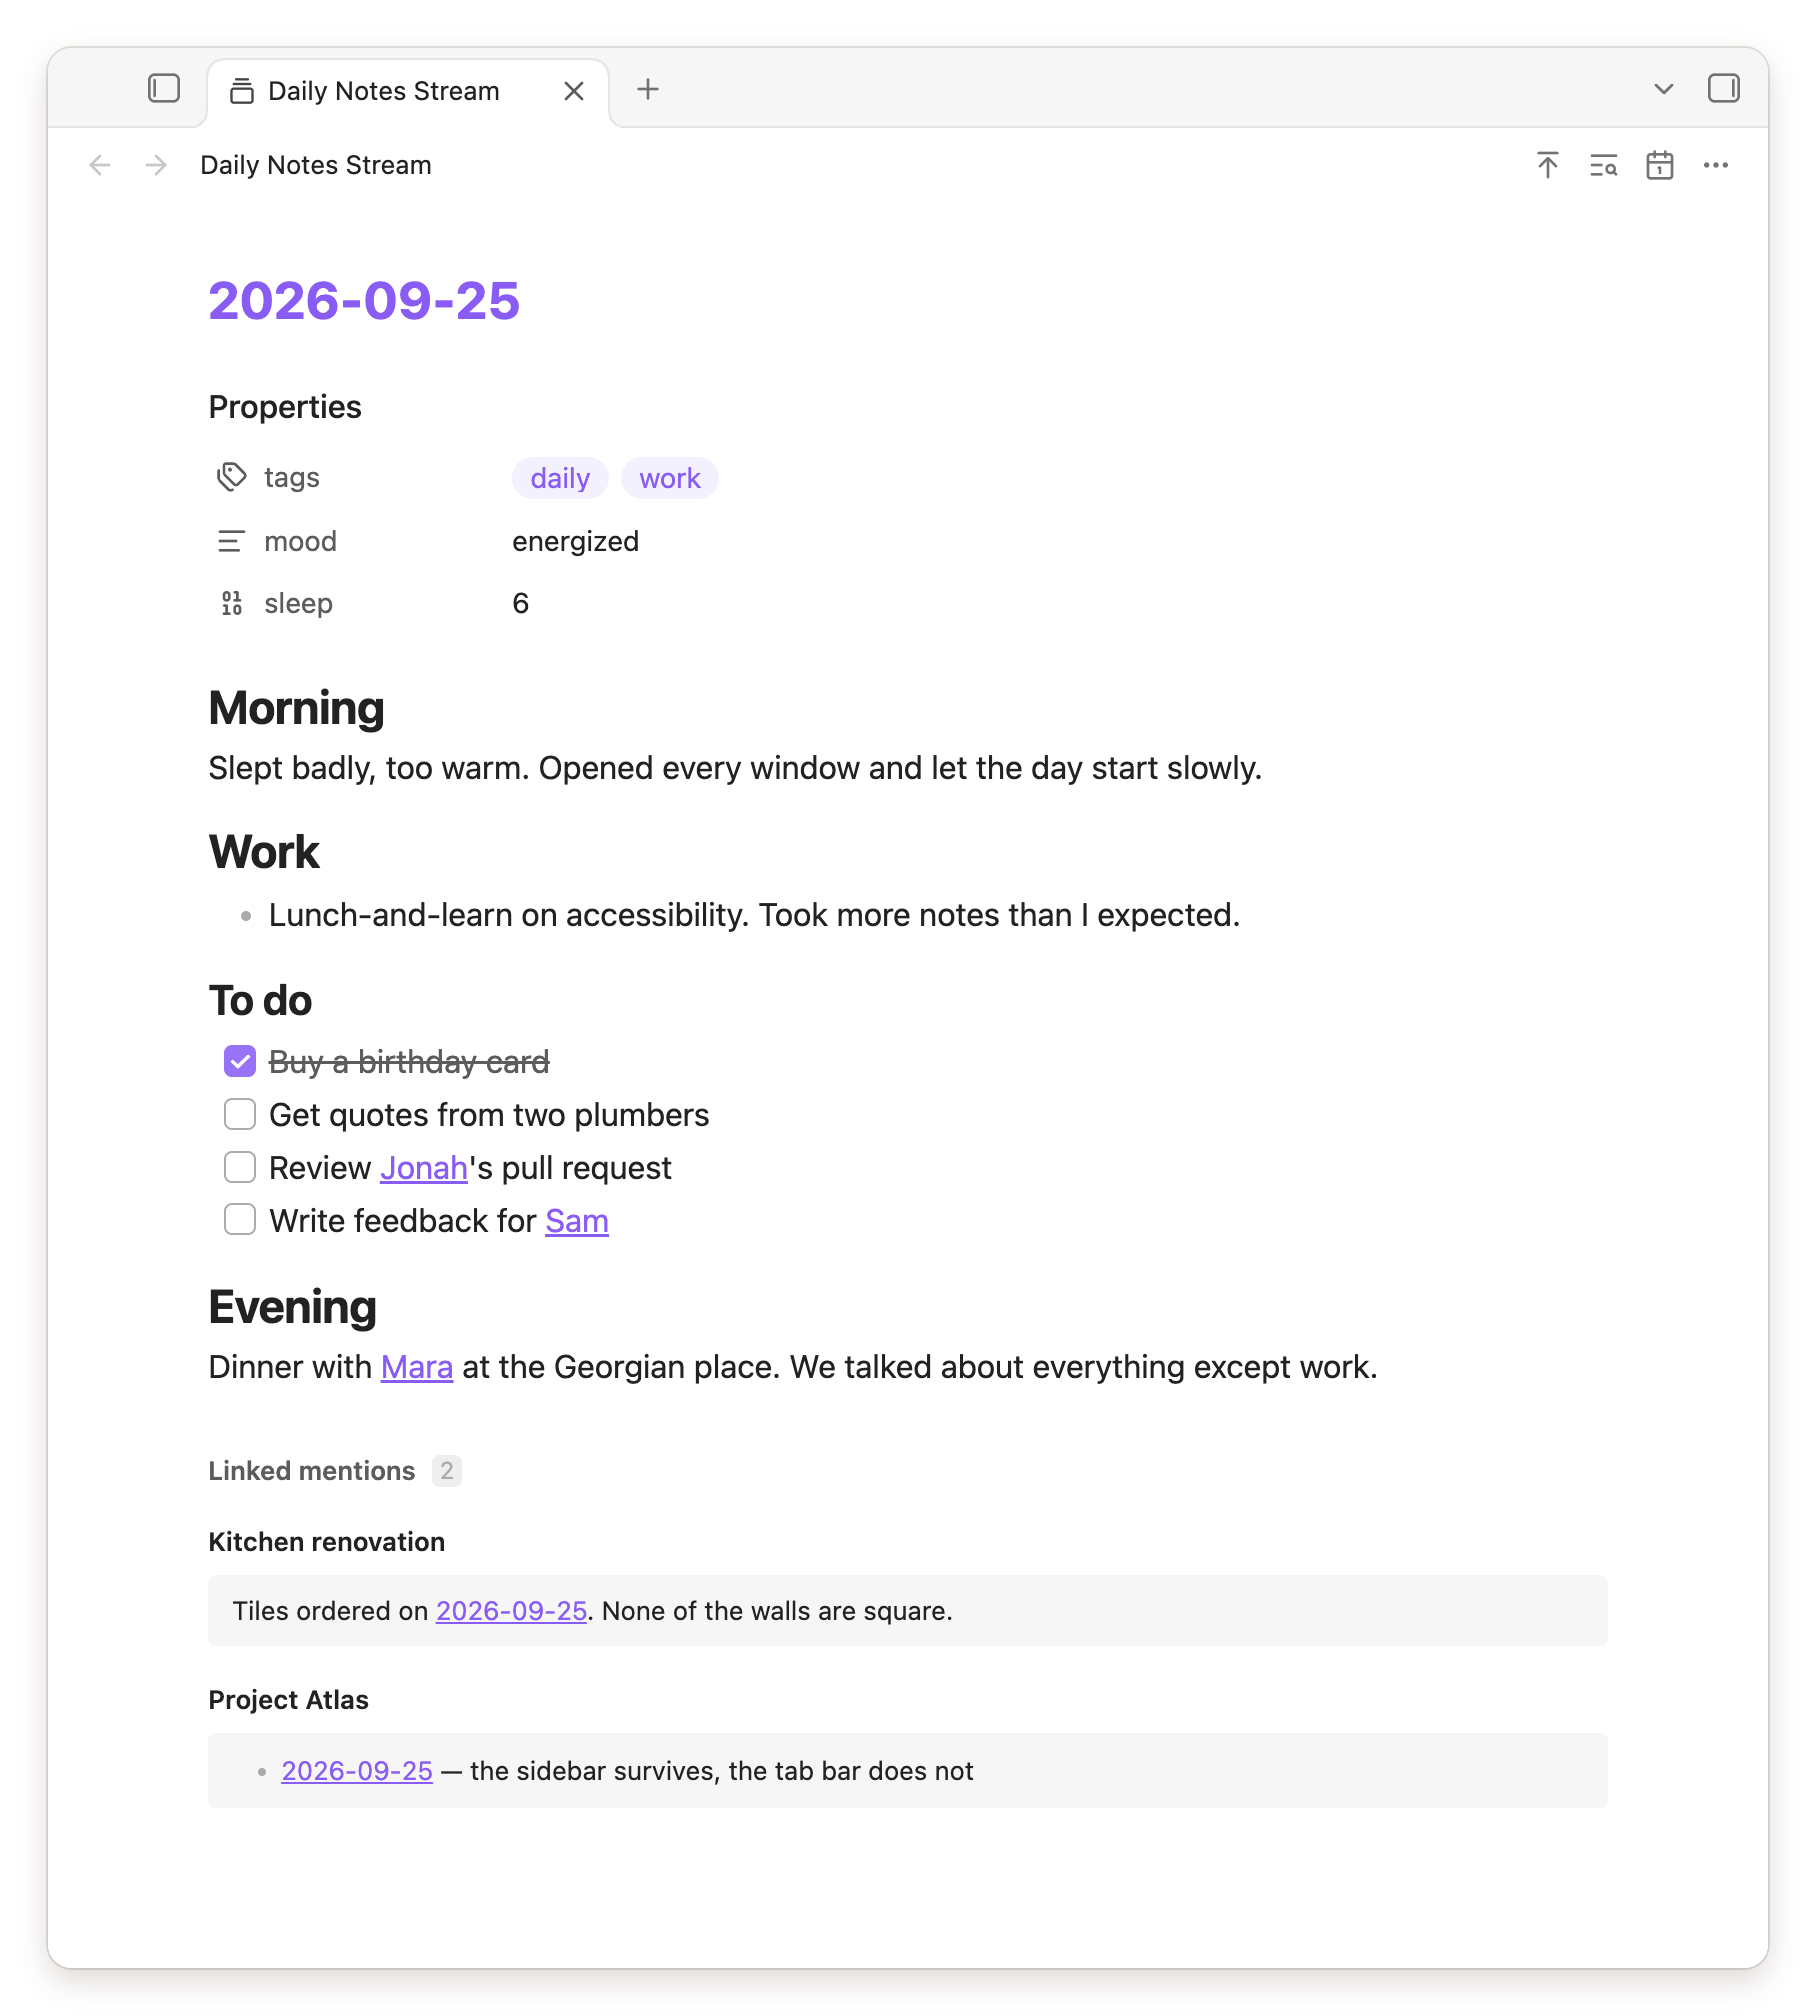 Daily Notes Stream
Daily Notes Stream
2026-09-25
Properties
tags daily work
mood energized
sleep 6
Morning
Slept badly, too warm. Opened every window and let the day start slowly.
Work
Lunch-and-learn on accessibility. Took more notes than I expected.
To do
Buy a birthday card
Get quotes from two plumbers
Review Jonah's pull request
Write feedback for Sam
Evening
Dinner with Mara at the Georgian place. We talked about everything except work.
Linked mentions 2
Kitchen renovation
Tiles ordered on 2026-09-25. None of the walls are square.
Project Atlas
2026-09-25 — the sidebar survives, the tab bar does not